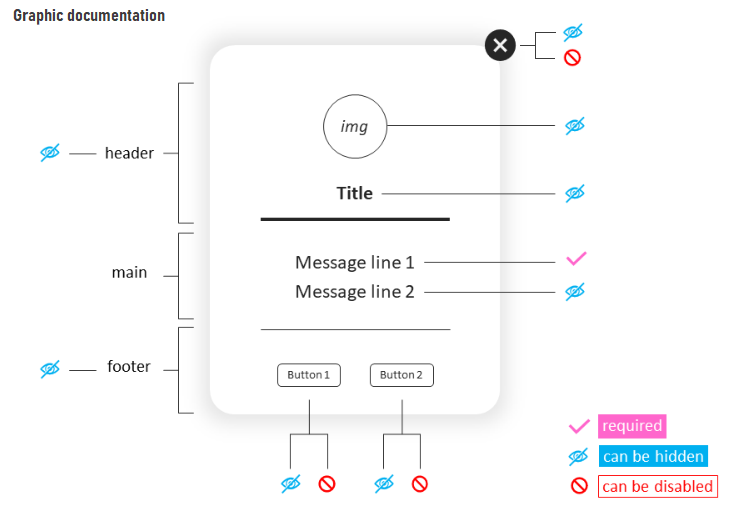 Graphic documentation
img
header
Title
main
Message line 1
Message line 2
footer
Button 1
Button 2
required
can be hidden
can be disabled